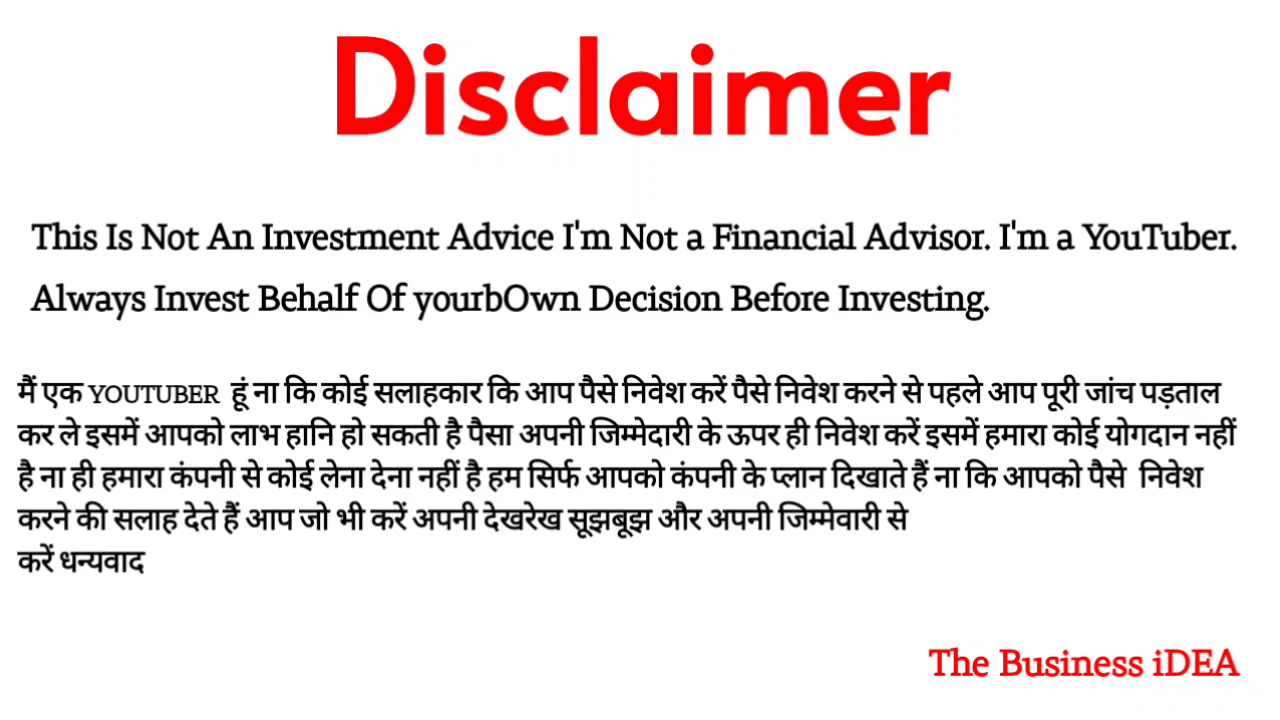 Disclaimer
This Is Not An Investment Advice I'm Not a Financial Advisor. I'm a YouTuber.
Always Invest Behalf Of yourbOwn Decision Before Investing.
मैं एक YOUTUBER हूं ना कि कोई सलाहकार कि आप पैसे निवेश करें पैसे निवेश करने से पहले आप पूरी जांच पड़ताल
कर ले इसमें आपको लाभ हानि हो सकती है पैसा अपनी जिम्मेदारी के ऊपर ही निवेश करें इसमें हमारा कोई योगदान नहीं
है ना ही हमारा कंपनी से कोई लेना देना नहीं है हम सिर्फ आपको कंपनी के प्लान दिखाते हैं ना कि आपको पैसे निवेश
करने की सलाह देते हैं आप जो भी करें अपनी देखरेख सूझबूझ और अपनी जिम्मेवारी से
करें धन्यवाद
The Business iDEA